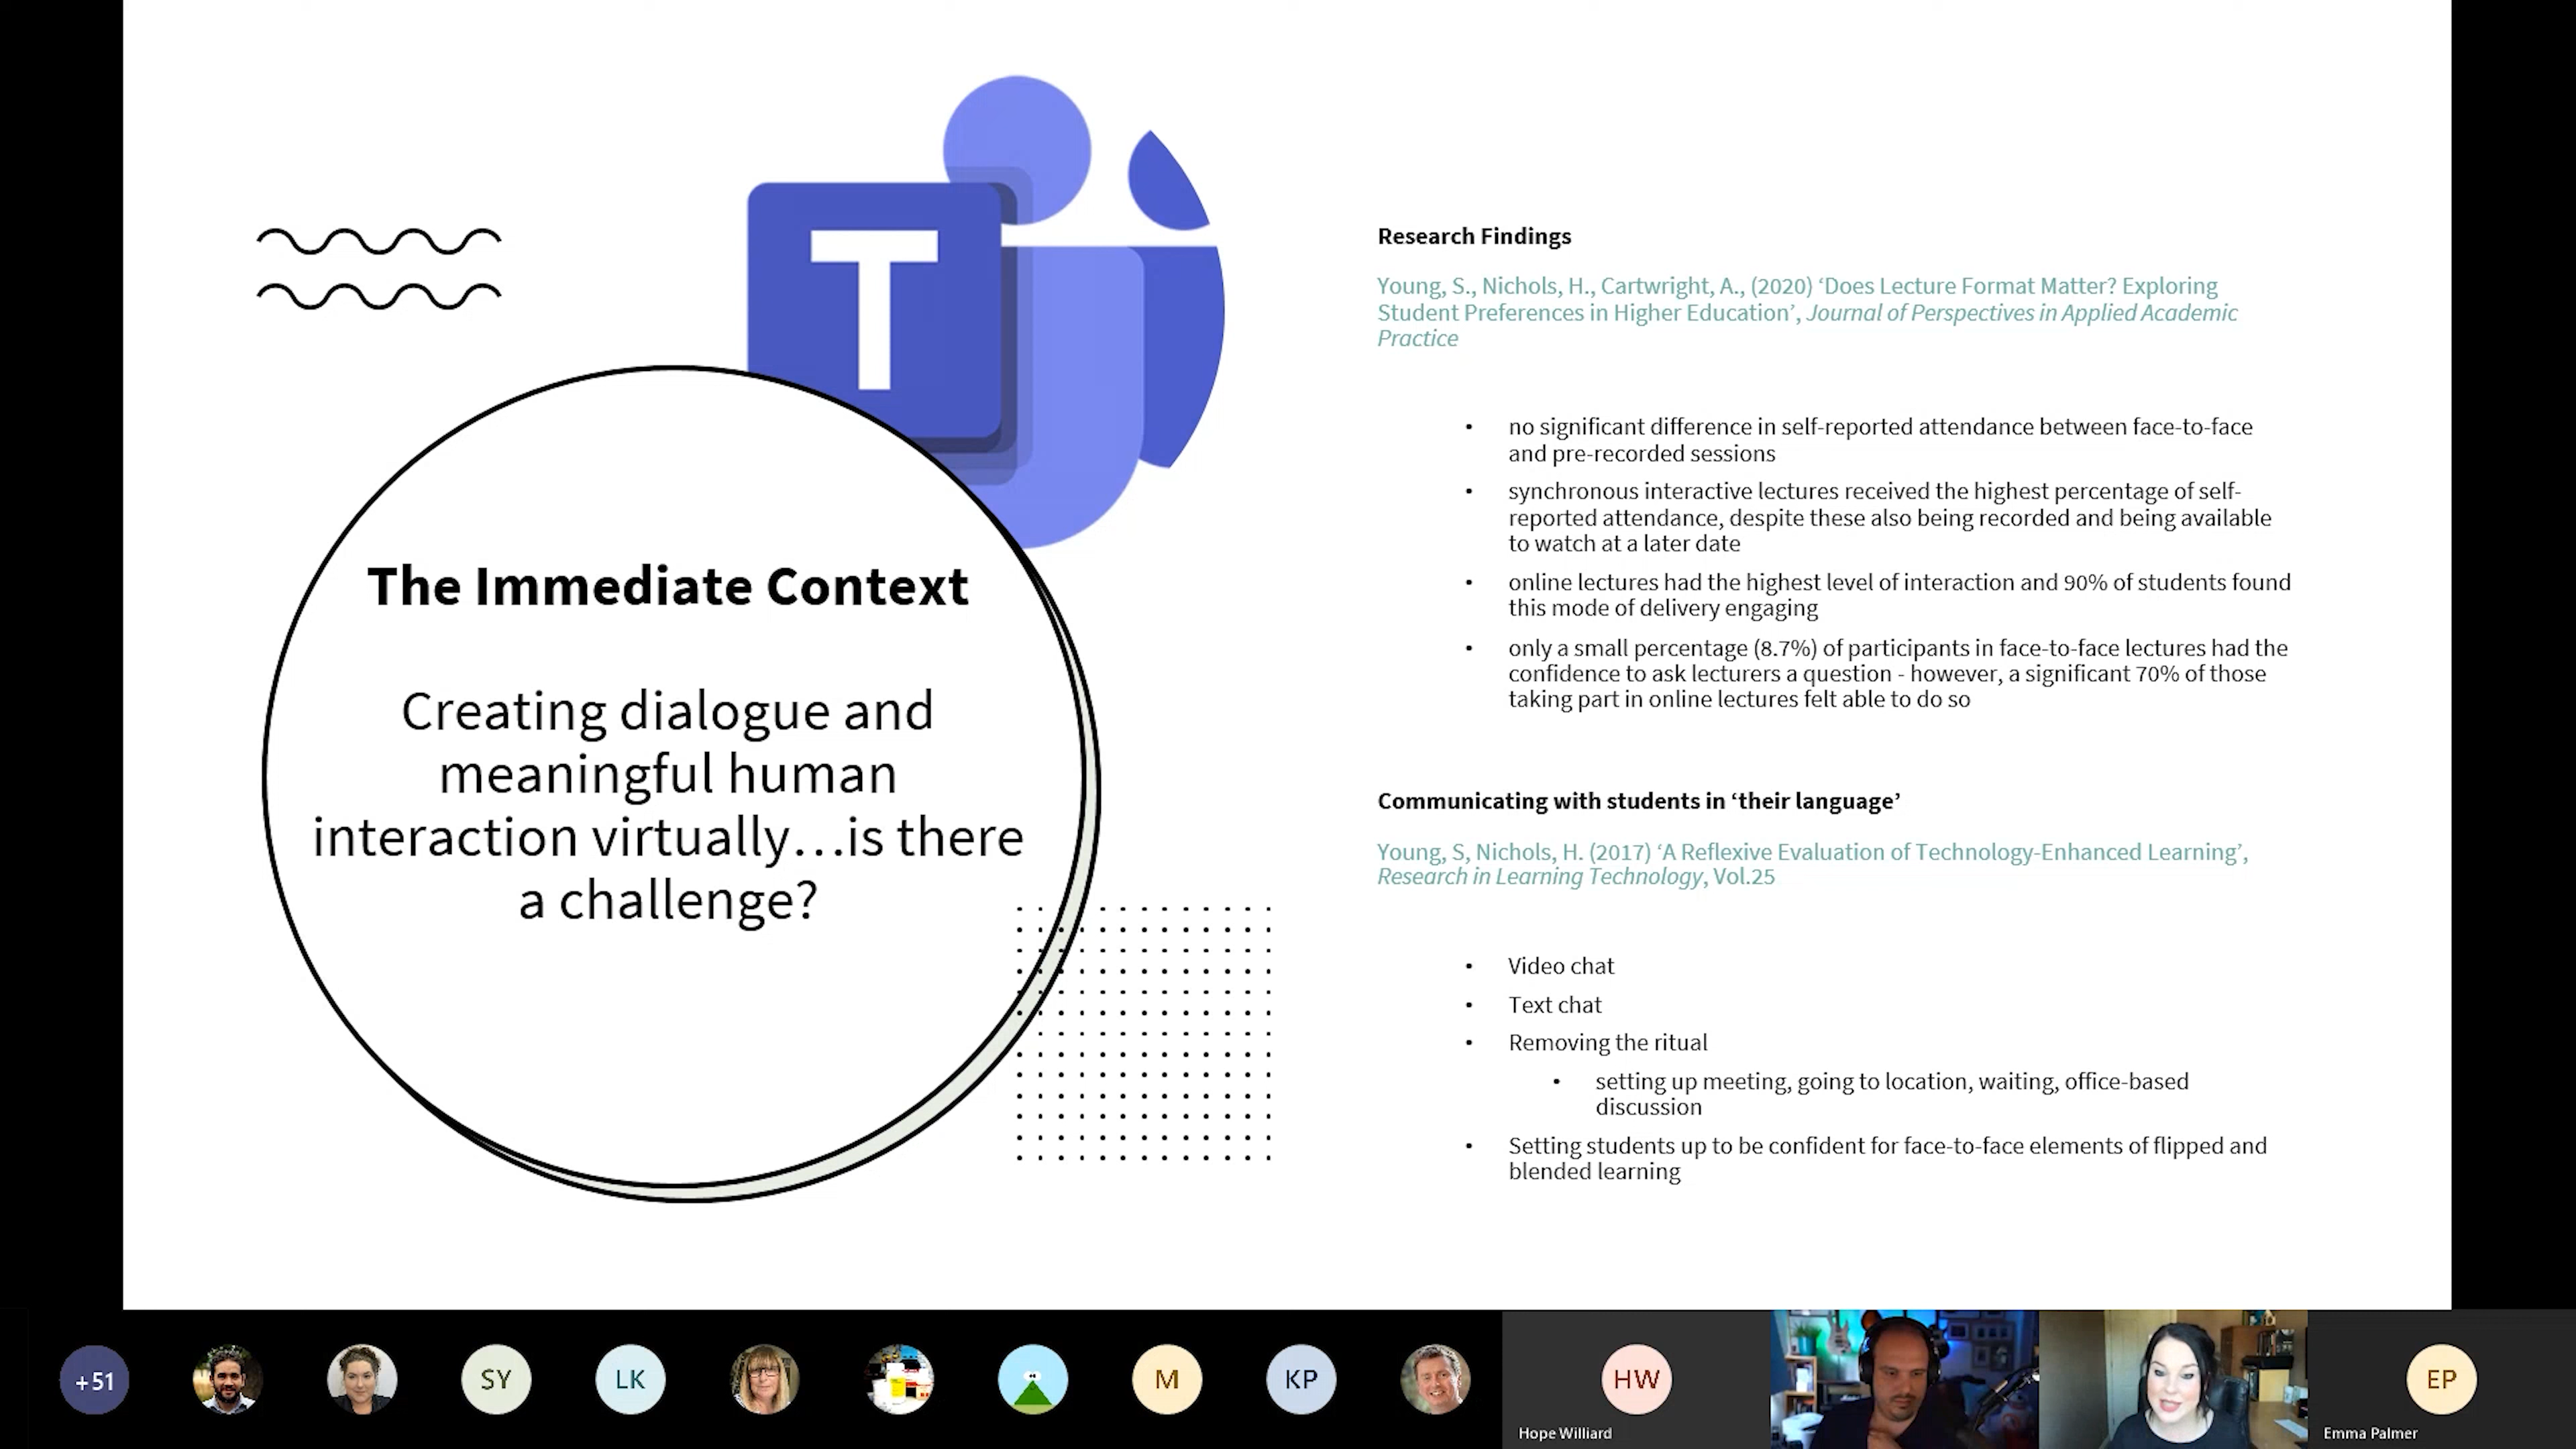 T
The Immediate Context
Creating dialogue and
meaningful human
interaction virtually…is there
a challenge?
Research Findings
Young, S., Nichols, H., Cartwright, A., (2020) ‘Does Lecture Format Matter? Exploring
Student Preferences in Higher Education’, Journal of Perspectives in Applied Academic
Practice
• no significant difference in self-reported attendance between face-to-face
and pre-recorded sessions
• synchronous interactive lectures received the highest percentage of self-
reported attendance, despite these also being recorded and being available
to watch at a later date
• online lectures had the highest level of interaction and 90% of students found
this mode of delivery engaging
• only a small percentage (8.7%) of participants in face-to-face lectures had the
confidence to ask lecturers a question - however, a significant 70% of those
taking part in online lectures felt able to do so
Communicating with students in ‘their language’
Young, S, Nichols, H. (2017) ‘A Reflexive Evaluation of Technology-Enhanced Learning’,
Research in Learning Technology, Vol.25
• Video chat
• Text chat
• Removing the ritual
• setting up meeting, going to location, waiting, office-based
discussion
• Setting students up to be confident for face-to-face elements of flipped and
blended learning
+51
SY
LK
M
KP
HW
Hope Williard
EP
Emma Palmer